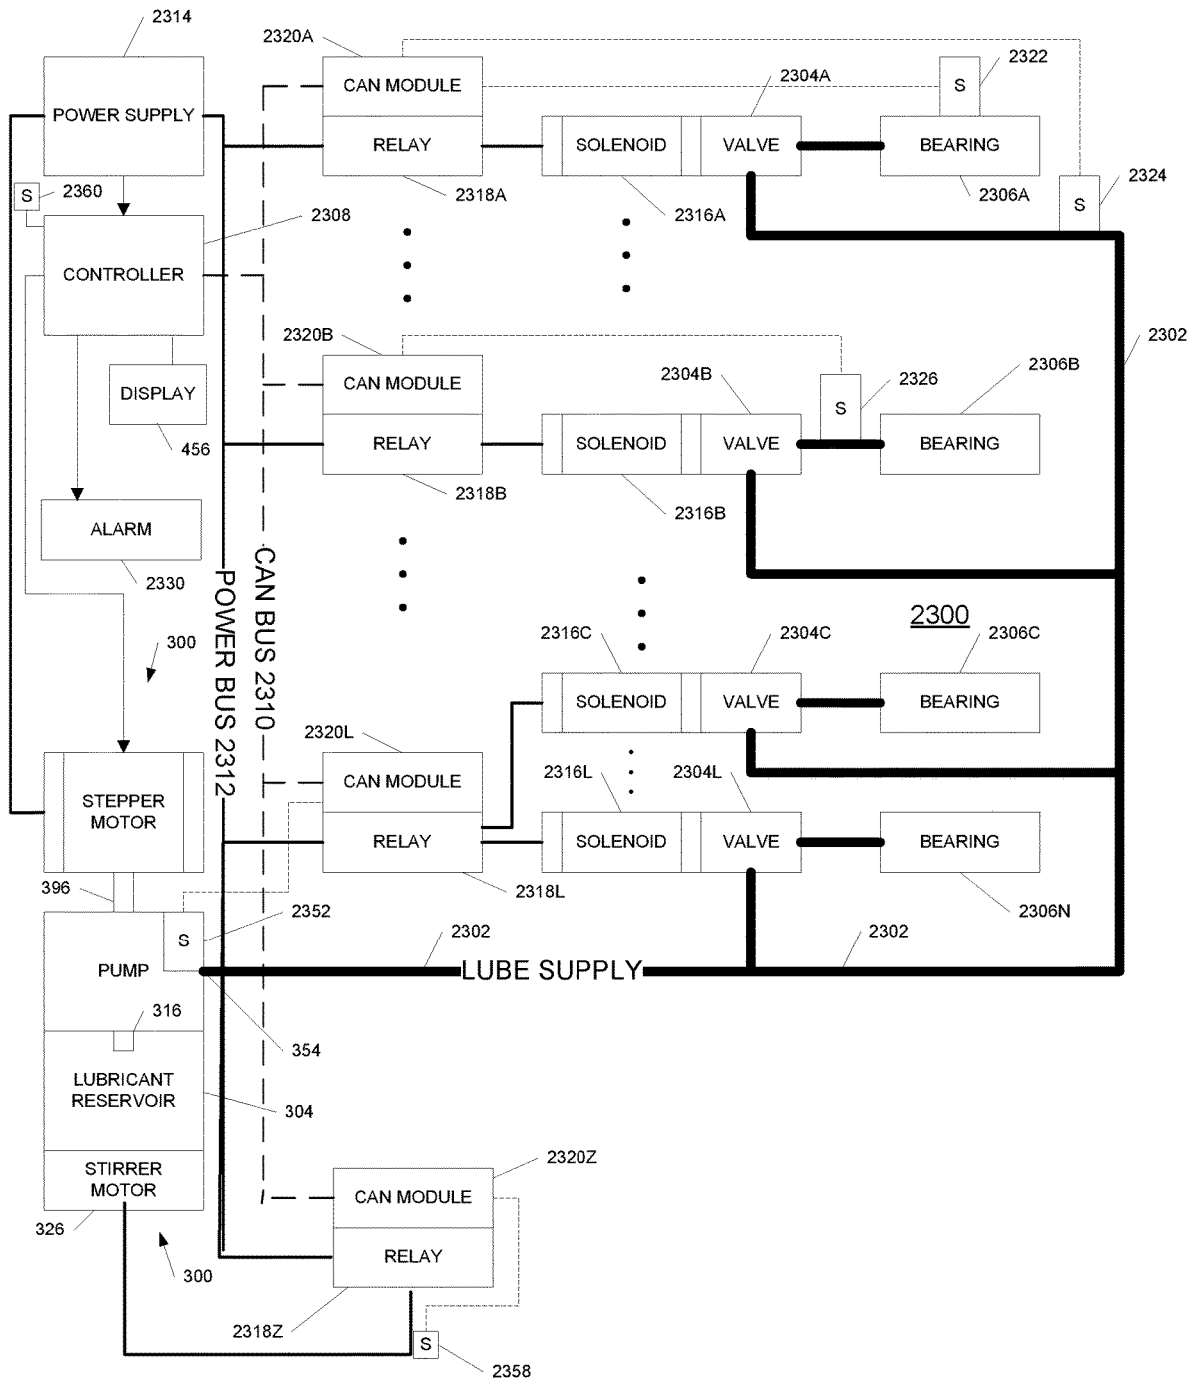 2314
2320A
2322
2304A
CAN MODULE
S
POWER SUPPLY
RELAY
SOLENOID
VALVE
BEARING
2324
S
2360
S
2318A
2316A
2306A
2308
CONTROLLER
2320B
2302
2304B
2326
2306B
CAN MODULE
DISPLAY
S
456
RELAY
SOLENOID
VALVE
BEARING
2318B
2316B
ALARM
2330
CAN BUS 2310
POWER BUS 2312
2300
300
2316C
2304C
2306C
SOLENOID
VALVE
BEARING
2320L
2316L
2304L
CAN MODULE
STEPPER
MOTOR
RELAY
SOLENOID
VALVE
BEARING
396
2318L
2352
2306N
S
2302
2302
PUMP
LUBE SUPPLY
316
354
LUBRICANT
RESERVOIR
304
2320Z
STIRRER
MOTOR
CAN MODULE
326
RELAY
300
2318Z
S
2358